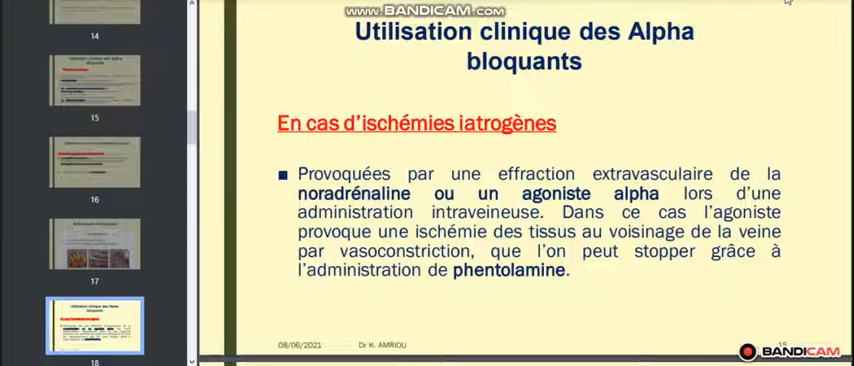 www.BANDICAM.com
Utilisation clinique des Alpha
bloquants
En cas d'ischémies iatrogènes
Provoquées par une effraction extravasculaire de la
noradrénaline ou un agoniste alpha lors d'une
administration intraveineuse. Dans ce cas l'agoniste
provoque une ischémie des tissus au voisinage de la veine
par vasoconstriction, que l'on peut stopper grâce à
l'administration de phentolamine.
08/06/2021
Dr K. AMRIOU
BANDICAM
14
15
16
17
18